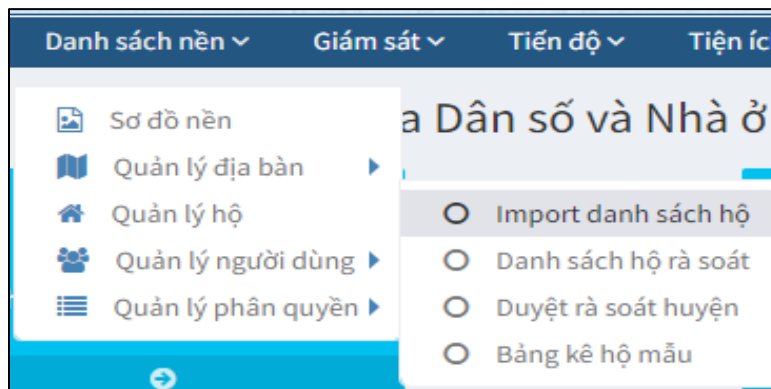 Danh sách nền Giám sát Tiến độ Tiện íc
a Dân số và Nhà ở
Sơ đồ nền
Quản lý địa bàn
Quản lý hộ
Quản lý người dùng
Quản lý phân quyền
Import danh sách hộ
Danh sách hộ rà soát
Duyệt rà soát huyện
Bảng kê hộ mẫu